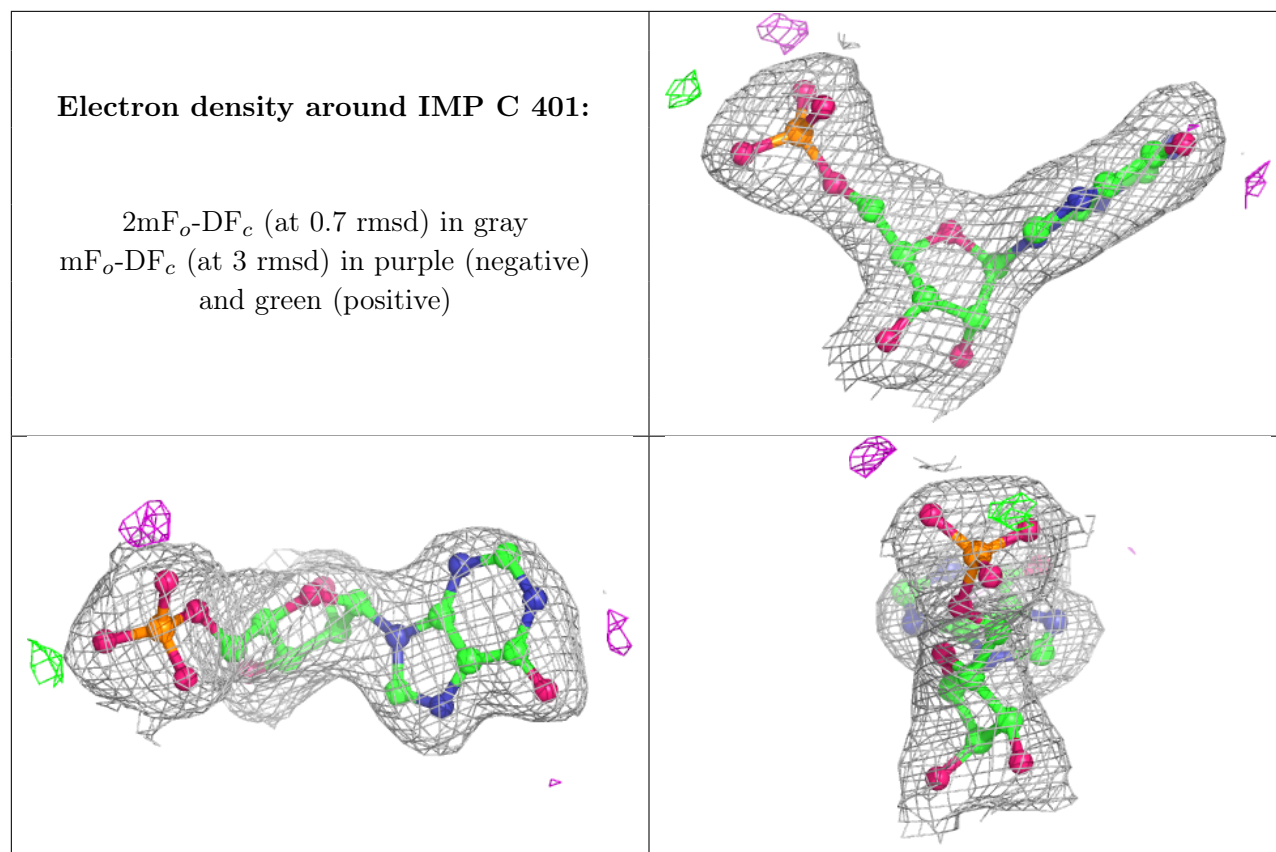 Electron density around IMP C 401:
2mFo-DFc (at 0.7 rmsd) in gray
mFo-DFc (at 3 rmsd) in purple (negative)
and green (positive)